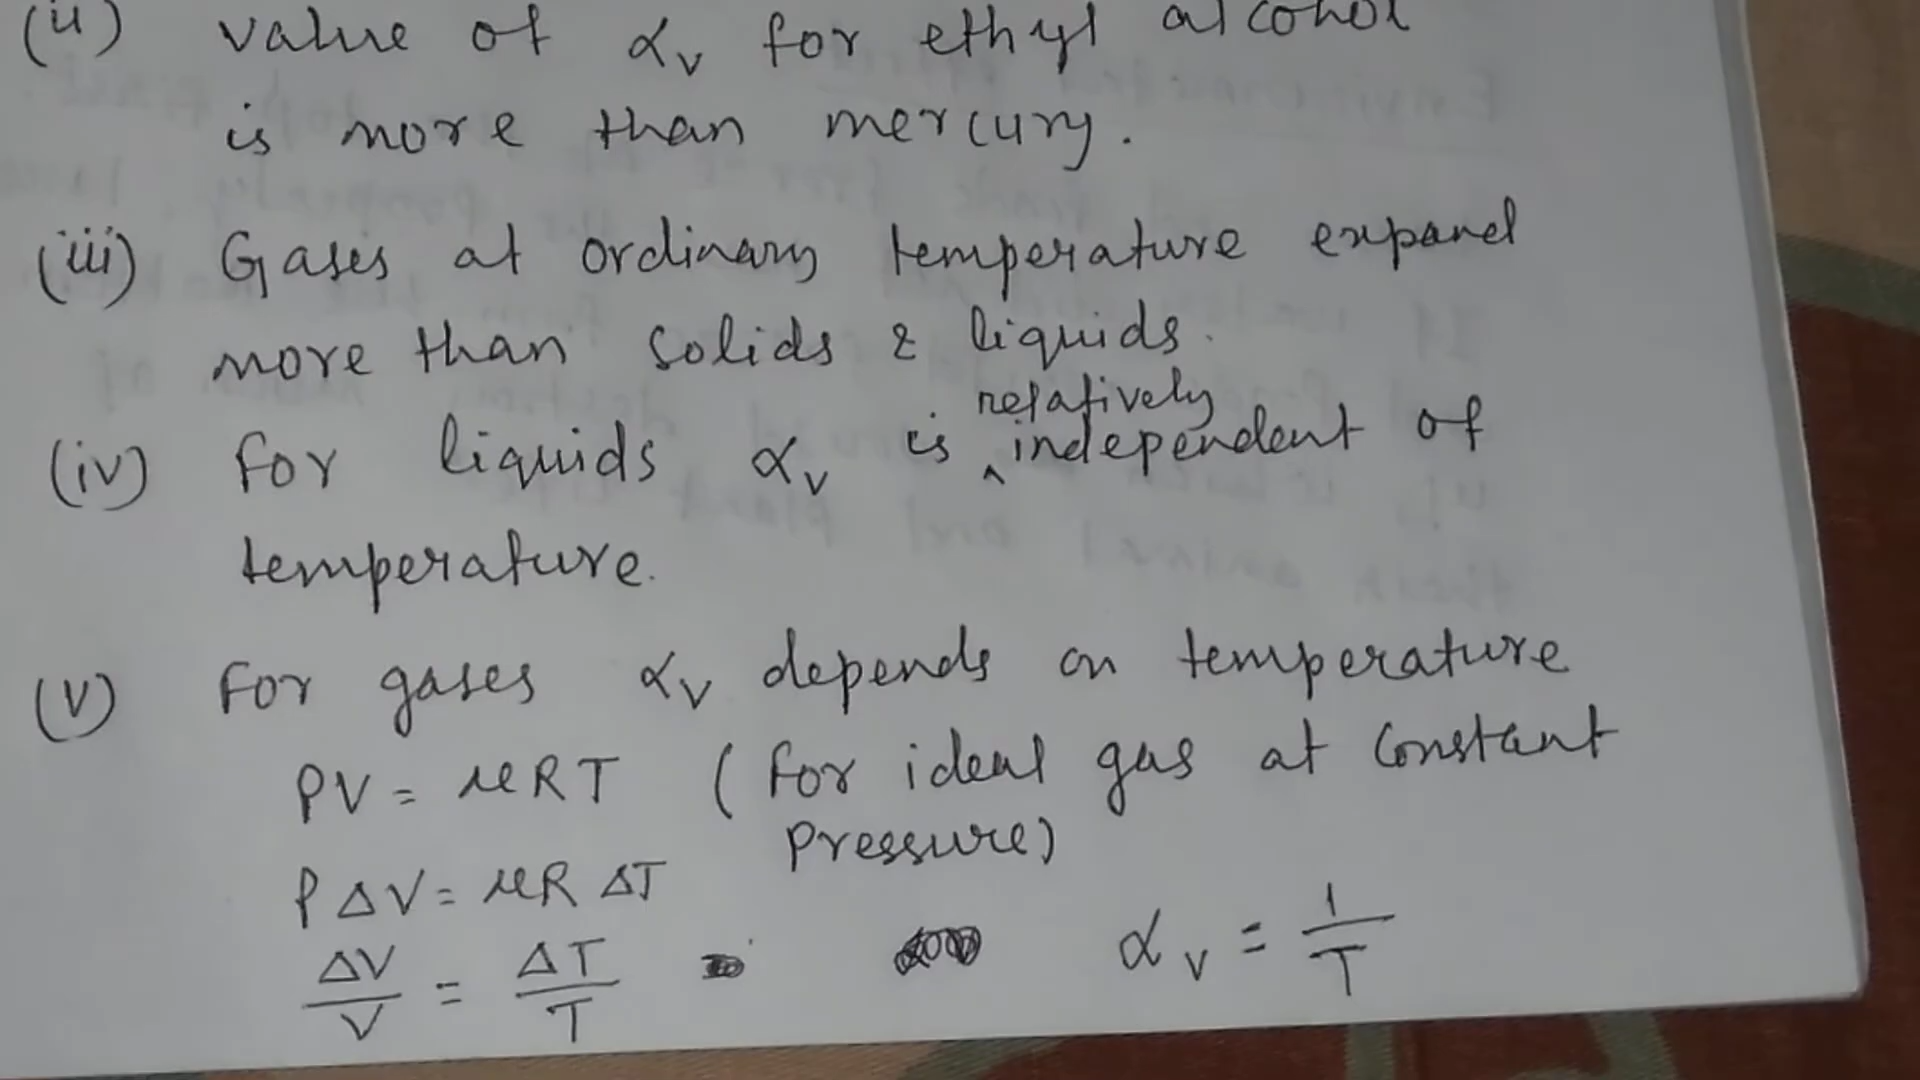 (ii) value of αv for ethyl alcohol
is more than mercury.
(iii) Gases at ordinary temperature expand
more than solids & liquids.
(iv) For liquids αv is relatively independent of
temperature.
(v) For gases αv depends on temperature
PV = μRT (for ideal gas at constant
pressure)
PΔV = μRΔT
ΔV/V = ΔT/T αv = 1/T